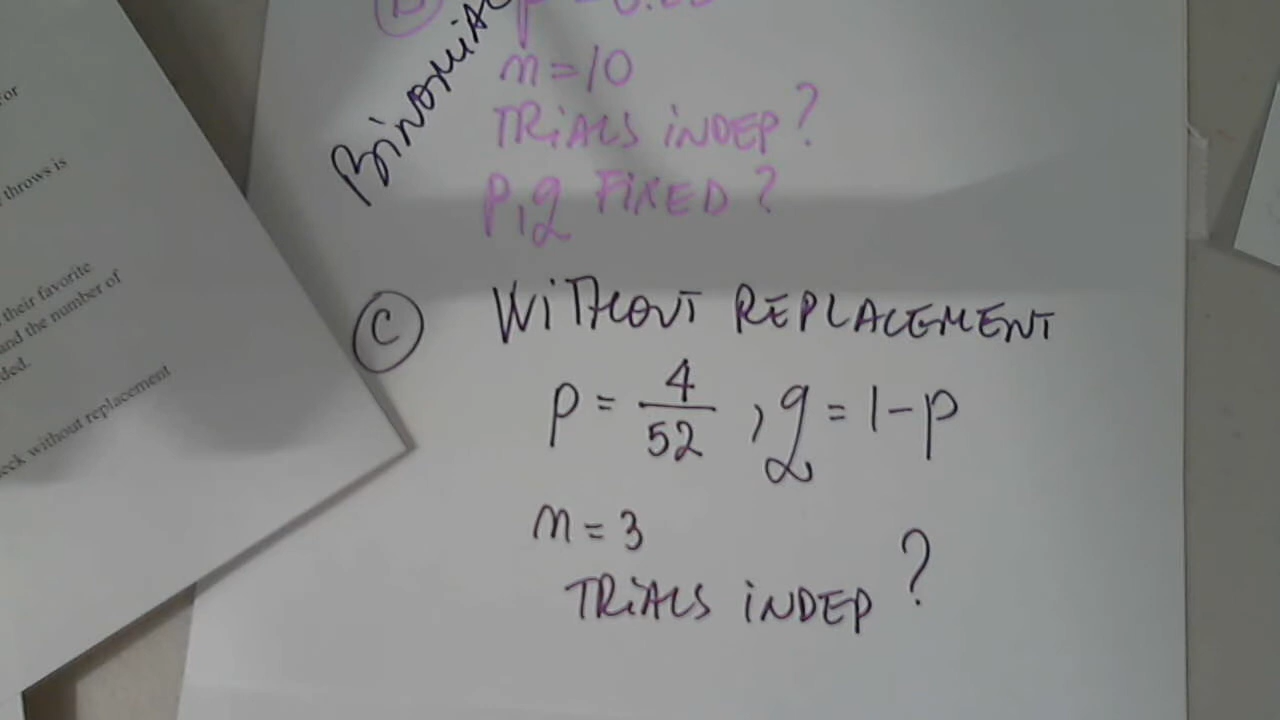 or
throws is
their favorite
and the number of
ded.
eck without replacement
BiNOMiAL
B
n = 10
TRiALS iNDEP?
p, q FiXED?
C WiTHOUT REPLACEMENT
p = 4/52, q = 1-p
n = 3
TRiALS iNDEP?